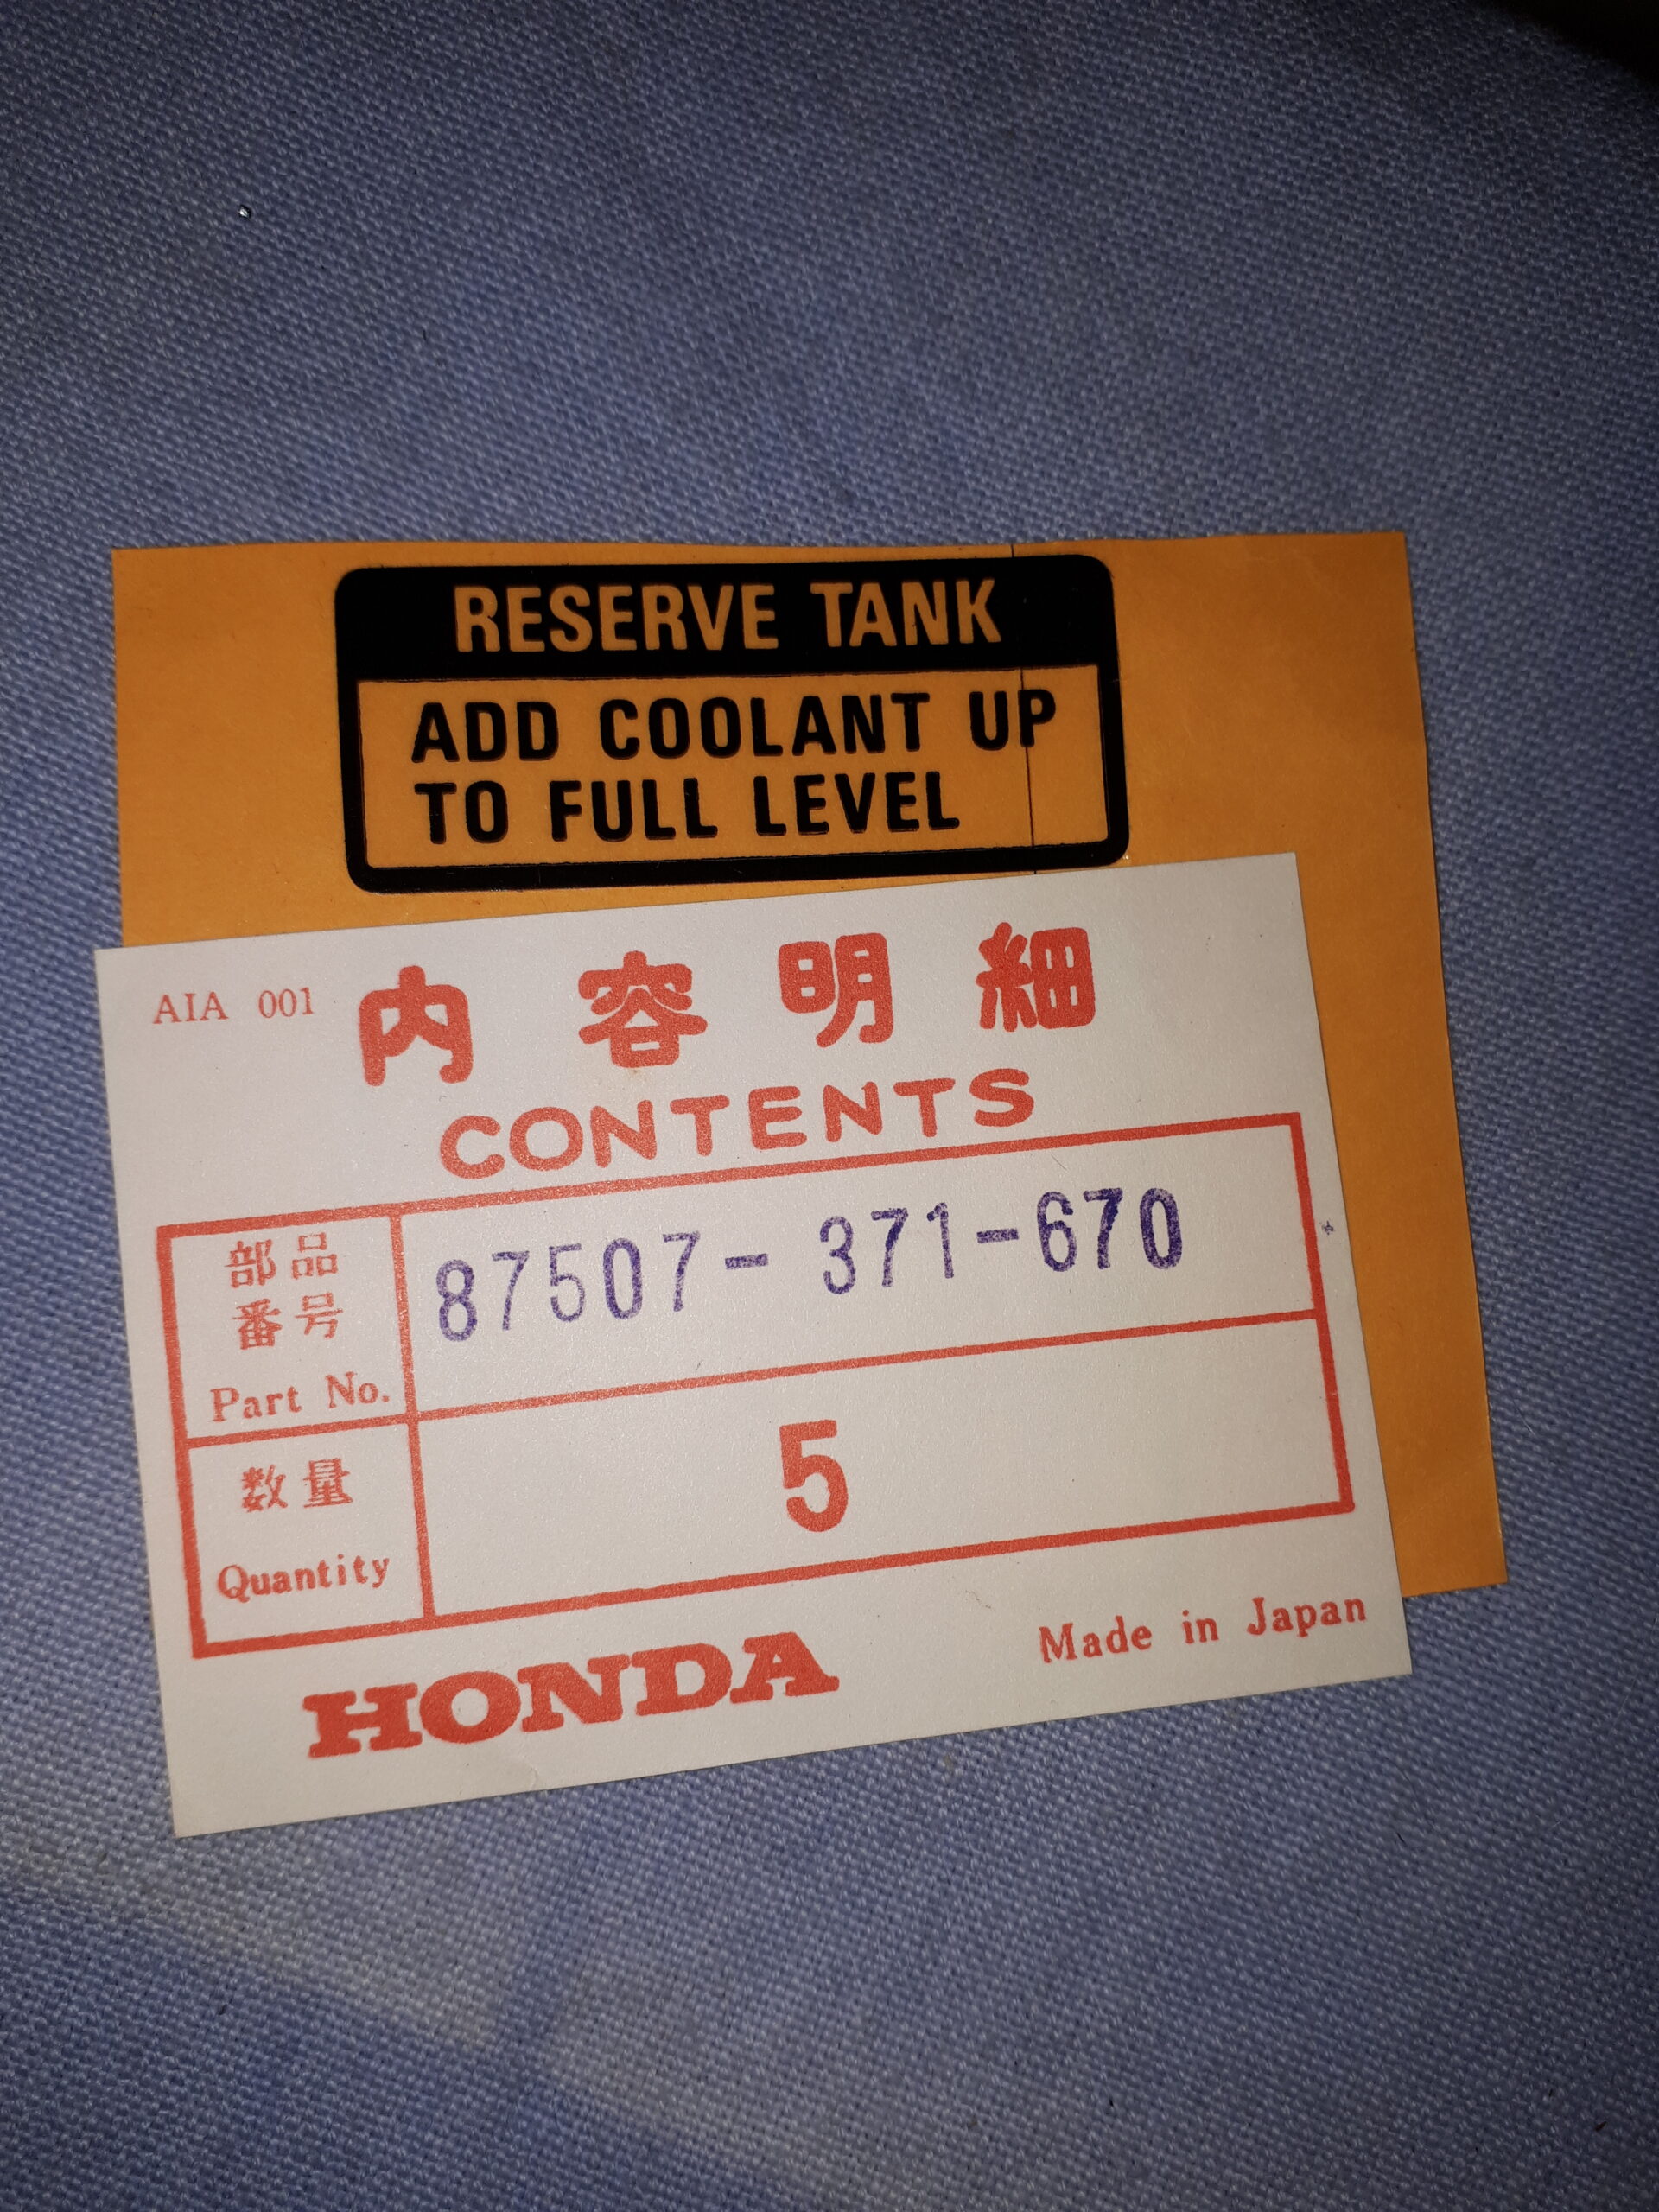 RESERVE TANK
ADD COOLANT UP
TO FULL LEVEL
AIA 001
内容明細
CONTENTS
部品
番号
Part No.
87507-371-670
数量
Quantity
5
HONDA
Made in Japan